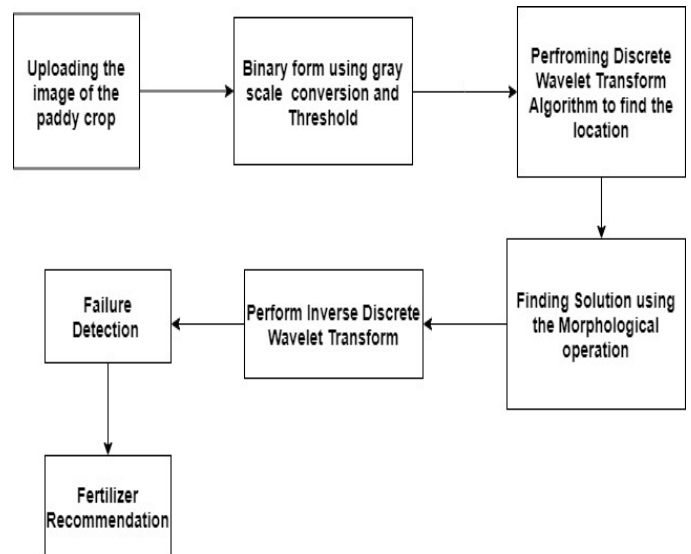 Uploading the
image of the
paddy crop
Binary form using gray
scale conversion and
Threshold
Perfroming Discrete
Wavelet Transform
Algorithm to find the
location
Finding Solution using
the Morphological
operation
Perform Inverse Discrete
Wavelet Transform
Failure
Detection
Fertilizer
Recommendation